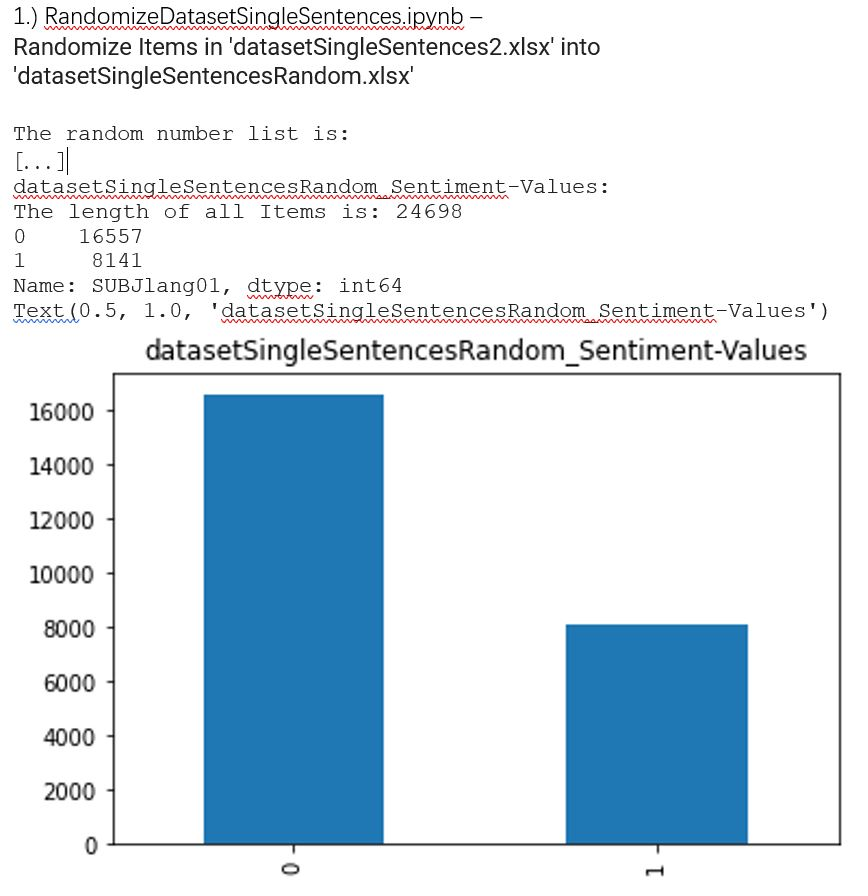 1.) RandomizeDatasetSingleSentences.ipynb –
Randomize Items in 'datasetSingleSentences2.xlsx' into
'datasetSingleSentencesRandom.xlsx'
The random number list is:
[...]
datasetSingleSentencesRandom_Sentiment-Values:
The length of all Items is: 24698
0    16557
1     8141
Name: SUBJlang01, dtype: int64
Text(0.5, 1.0, 'datasetSingleSentencesRandom_Sentiment-Values')
datasetSingleSentencesRandom_Sentiment-Values
16000
14000
12000
10000
8000
6000
4000
2000
0
0 1